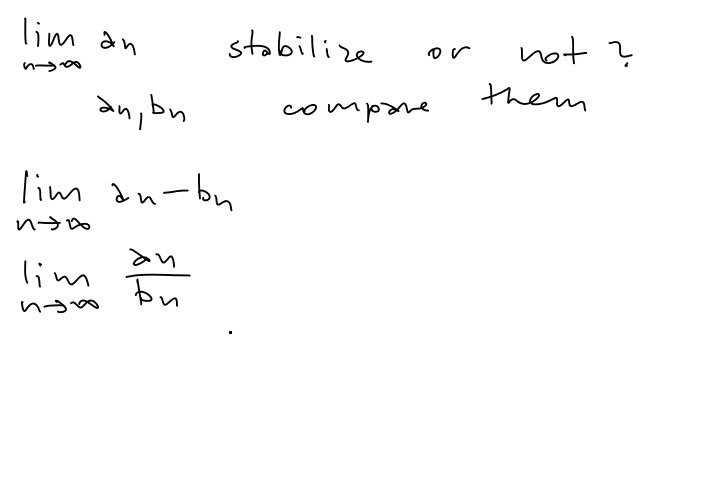 lim n→∞ an stabilize or not?
an, bn compare them
lim n→∞ an − bn
lim n→∞ an/bn